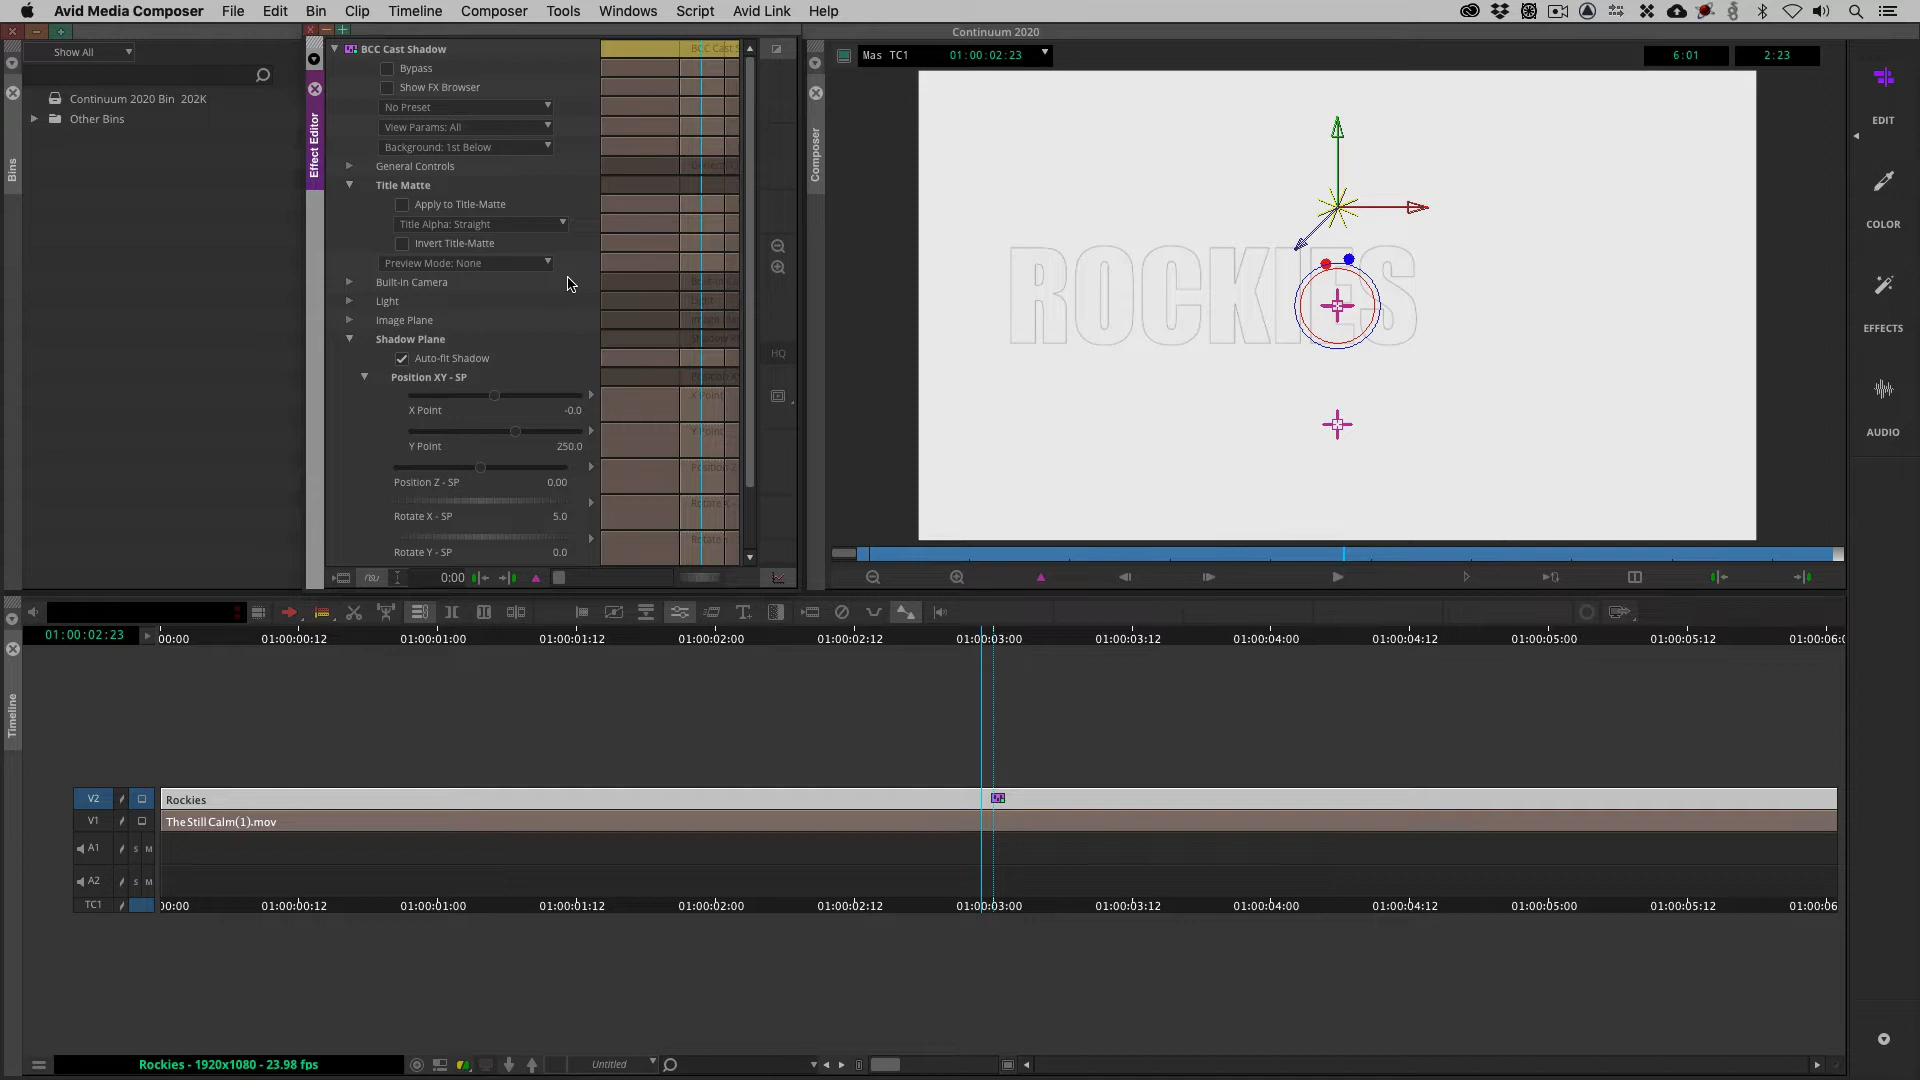 Avid Media Composer File Edit Bin Clip Timeline Composer Tools Windows Script Avid Link Help
Show All
Continuum 2020 Bin 202K
Other Bins
Bins
Effect Editor
BCC Cast Shadow
Bypass
Show FX Browser
No Preset
View Params: All
Background: 1st Below
General Controls
Title Matte
Apply to Title-Matte
Title Alpha: Straight
Invert Title-Matte
Preview Mode: None
Built-in Camera
Light
Image Plane
Shadow Plane
Auto-fit Shadow
Position XY - SP
X Point -0.0
Y Point 250.0
Position Z - SP 0.00
Rotate X - SP 5.0
Rotate Y - SP 0.0
0:00
BCC Cast S
X Point
Y Point
Position Z
HQ
Composer
Continuum 2020
Mas TC1 01:00:02:23
6:01 2:23
ROCKIES
EDIT
COLOR
EFFECTS
AUDIO
Timeline
01:00:02:23
00:00 01:00:00:12 01:00:01:00 01:00:01:12 01:00:02:00 01:00:02:12 01:00:03:00 01:00:03:12 01:00:04:00 01:00:04:12 01:00:05:00 01:00:05:12 01:00:06:0
V2 Rockies
V1 The Still Calm(1).mov
A1 S M
A2 S M
TC1 00:00 01:00:00:12 01:00:01:00 01:00:01:12 01:00:02:00 01:00:02:12 01:00:03:00 01:00:03:12 01:00:04:00 01:00:04:12 01:00:05:00 01:00:05:12 01:00:06
Rockies - 1920x1080 - 23.98 fps
Untitled